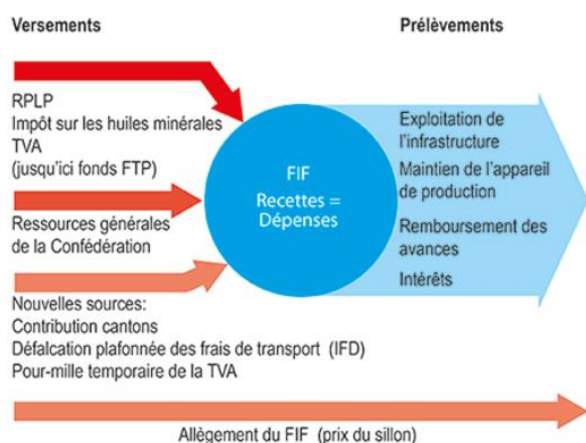 Versements
Prélèvements
RPLP
Impôt sur les huiles minérales
TVA
(jusqu'ici fonds FTP)
Ressources générales
de la Confédération
Nouvelles sources:
Contribution cantons
Défalcation plafonnée des frais de transport (IFD)
Pour-mille temporaire de la TVA
FIF
Recettes =
Dépenses
Exploitation de
l'infrastructure
Maintien de l'appareil
de production
Remboursement des
avances
Intérêts
Allègement du FIF (prix du sillon)